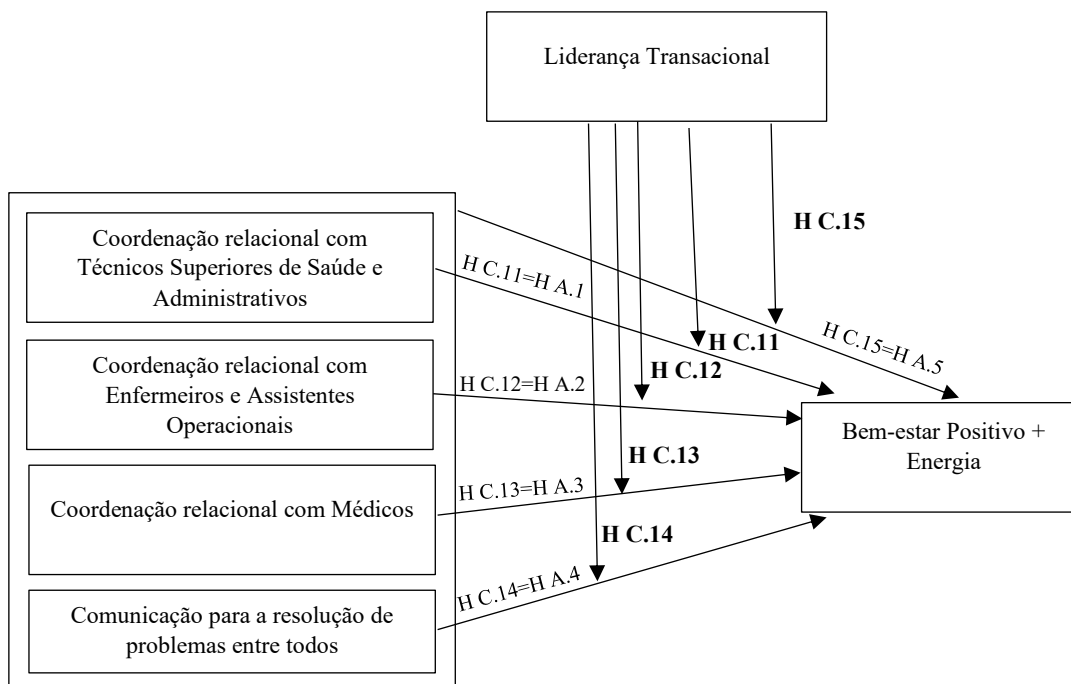 Liderança Transacional
H C.15
Coordenação relacional com
Técnicos Superiores de Saúde e
Administrativos
H C.11=H A.1
H C.15=H A.5
H C.11
H C.12
Coordenação relacional com
Enfermeiros e Assistentes
Operacionais
H C.12=H A.2
Bem-estar Positivo +
Energia
H C.13
Coordenação relacional com Médicos
H C.13=H A.3
H C.14
H C.14=H A.4
Comunicação para a resolução de
problemas entre todos